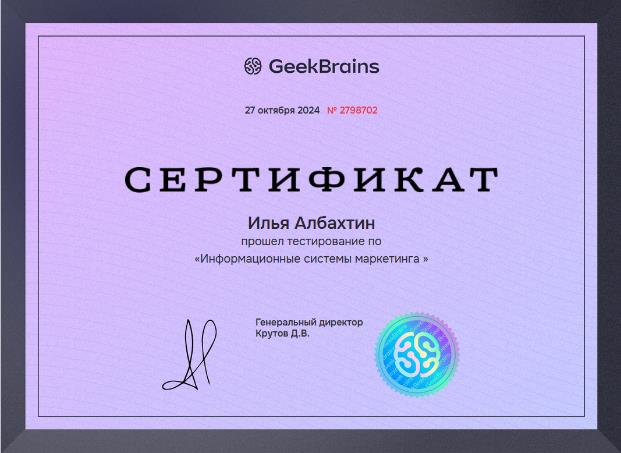 GeekBrains
27 октября 2024 № 2798702
СЕРТИФИКАТ
Илья Албахтин
прошел тестирование по
«Информационные системы маркетинга »
Генеральный директор
Крутов Д.В.